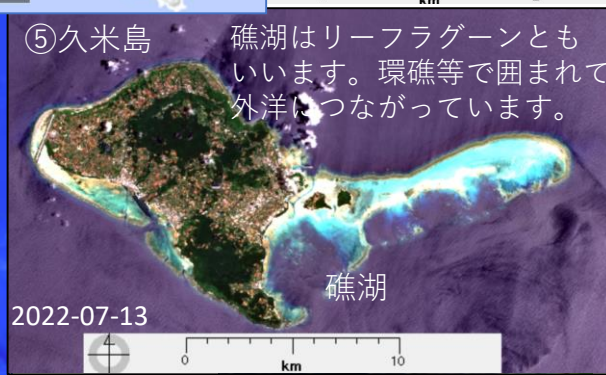 km
⑤久米島
礁湖はリーフラグーンとも
いいます。環礁等で囲まれて
外洋につながっています。
礁湖
2022-07-13
0 10
km